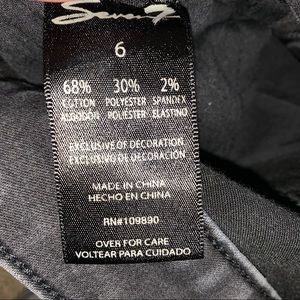 Seven7
6
68% 30% 2%
COTTON POLYESTER SPANDEX
ALGODÓN POLIÉSTER ELASTINO
EXCLUSIVE OF DECORATION
EXCLUSIVO DE DECORACIÓN
MADE IN CHINA
HECHO EN CHINA
RN#109890
OVER FOR CARE
VOLTEAR PARA CUIDADO